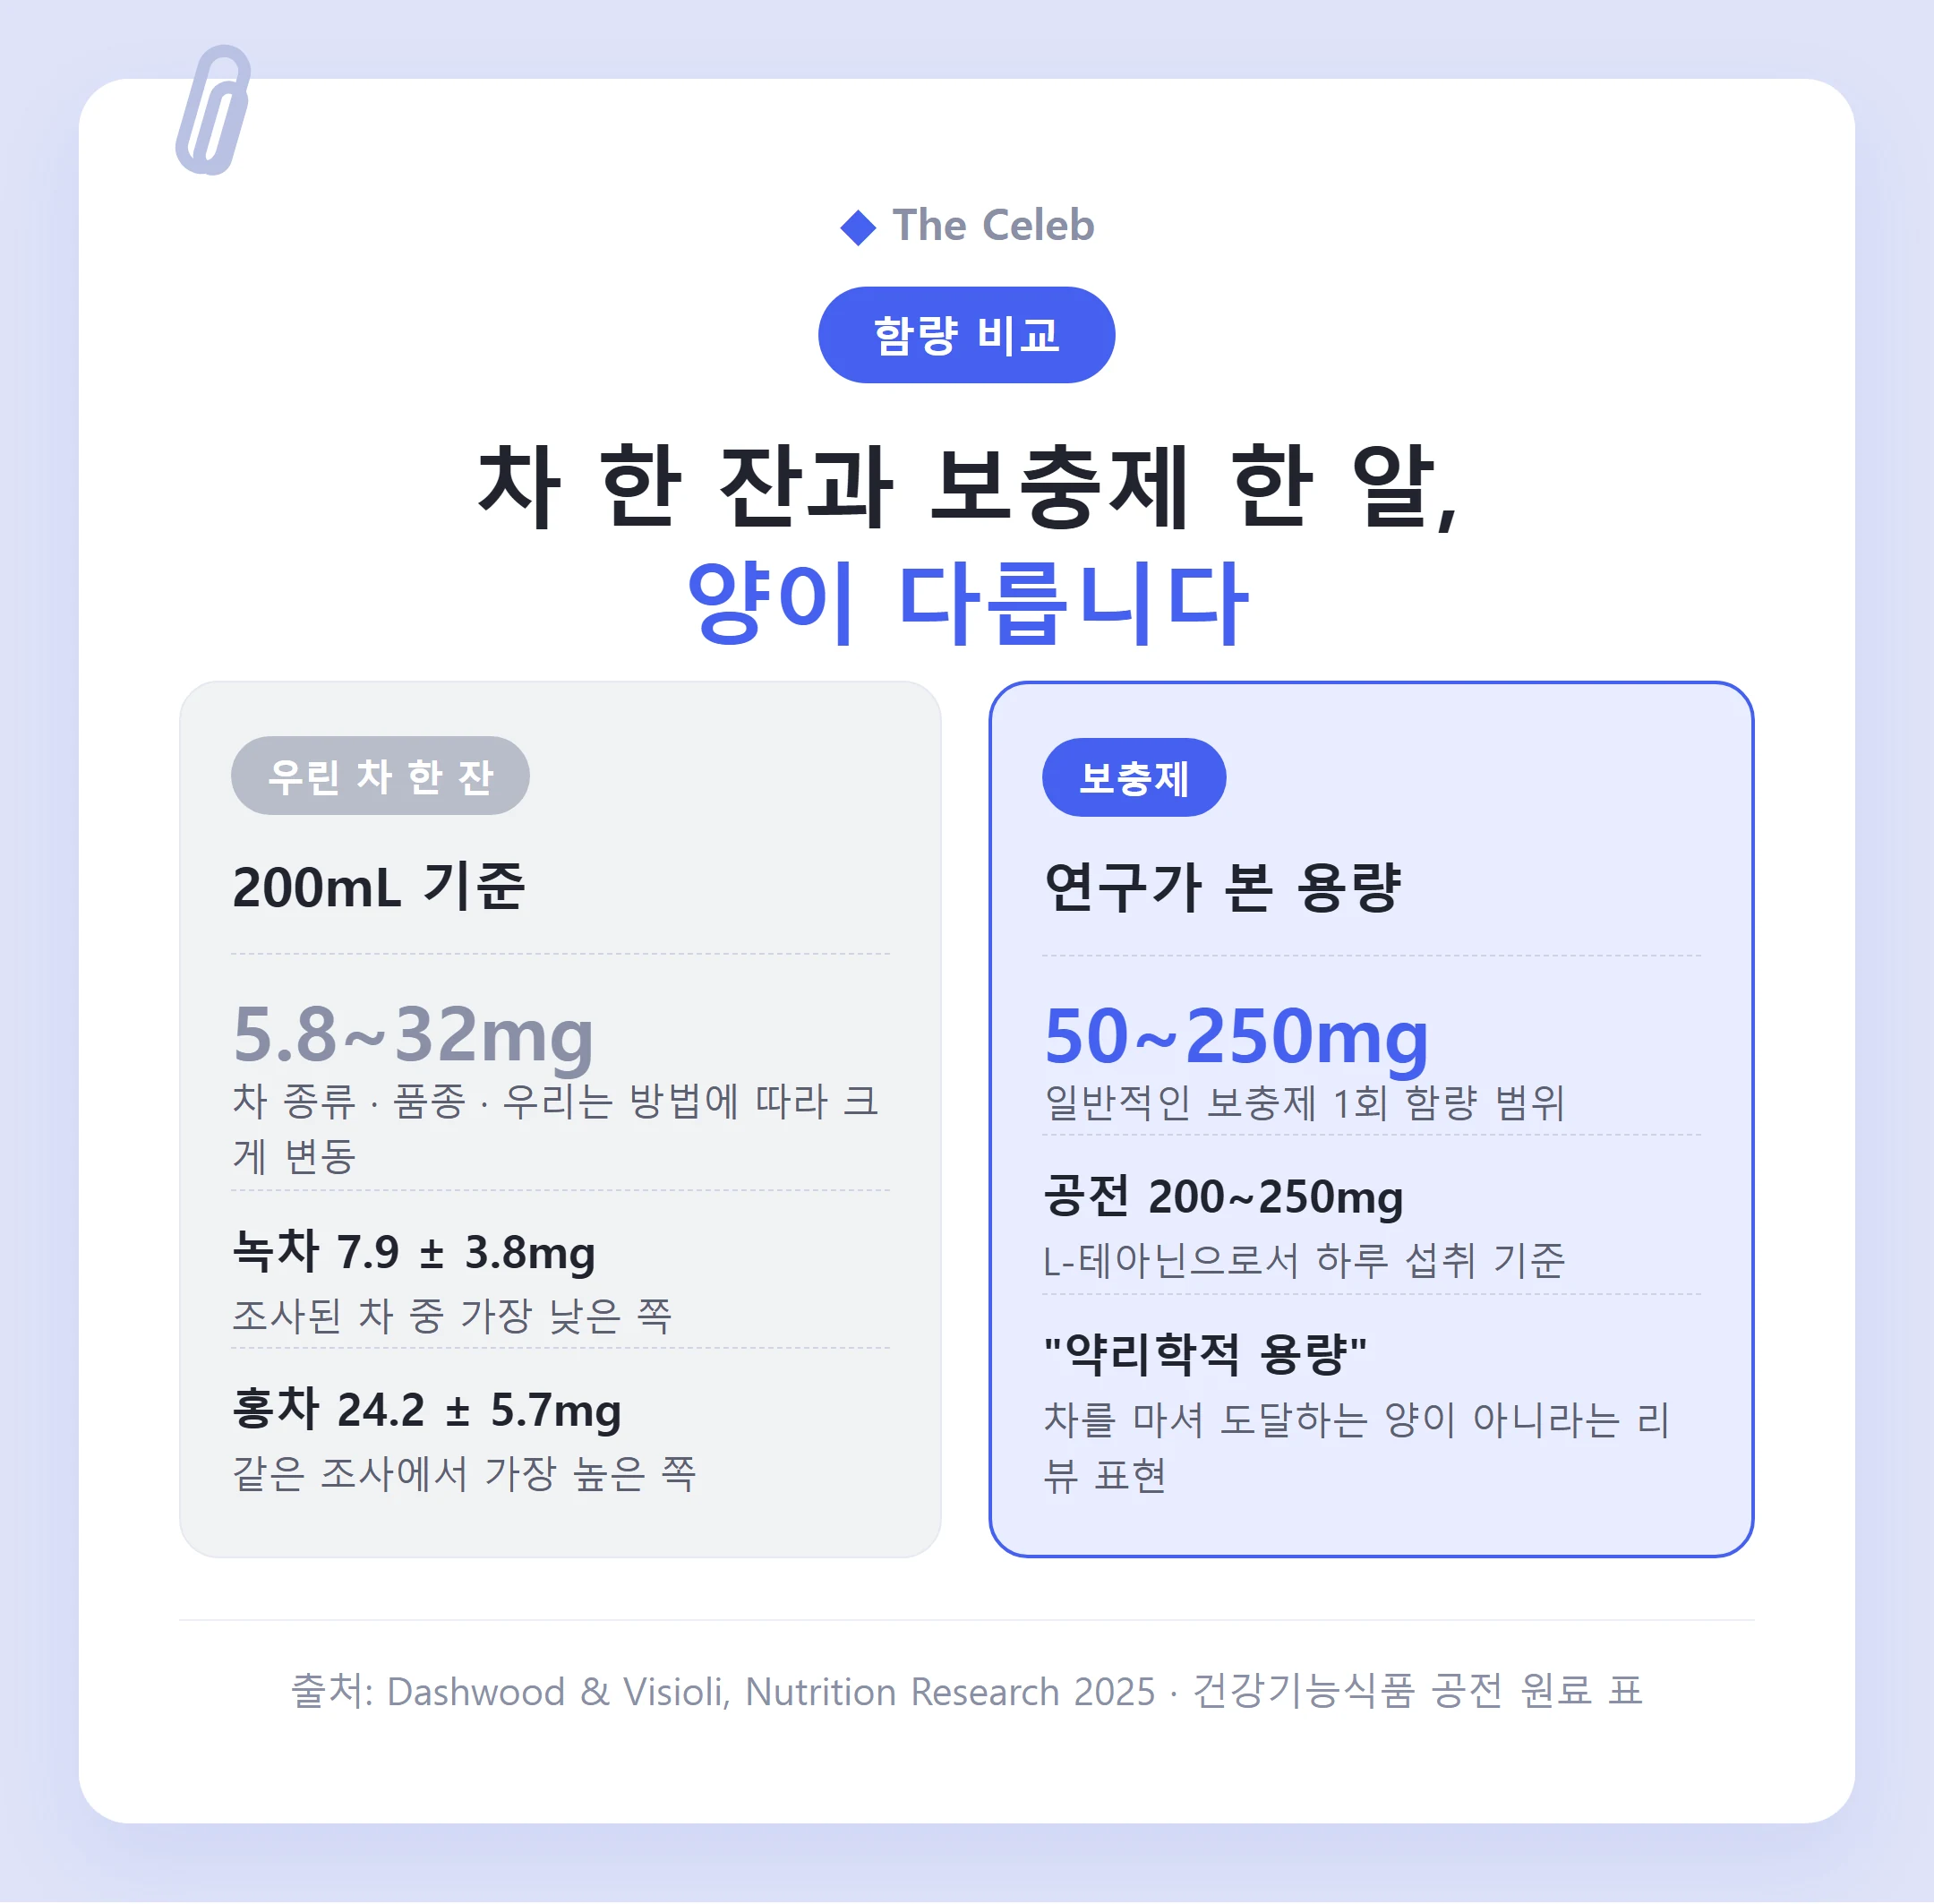 The Celeb
함량 비교
차 한 잔과 보충제 한 알,
양이 다릅니다
우린 차 한 잔
200mL 기준
5.8~32mg
차 종류 · 품종 · 우리는 방법에 따라 크
게 변동
녹차 7.9 ± 3.8mg
조사된 차 중 가장 낮은 쪽
홍차 24.2 ± 5.7mg
같은 조사에서 가장 높은 쪽
보충제
연구가 본 용량
50~250mg
일반적인 보충제 1회 함량 범위
공전 200~250mg
L-테아닌으로서 하루 섭취 기준
"약리학적 용량"
차를 마셔 도달하는 양이 아니라는 리
뷰 표현
출처: Dashwood & Visioli, Nutrition Research 2025 · 건강기능식품 공전 원료 표